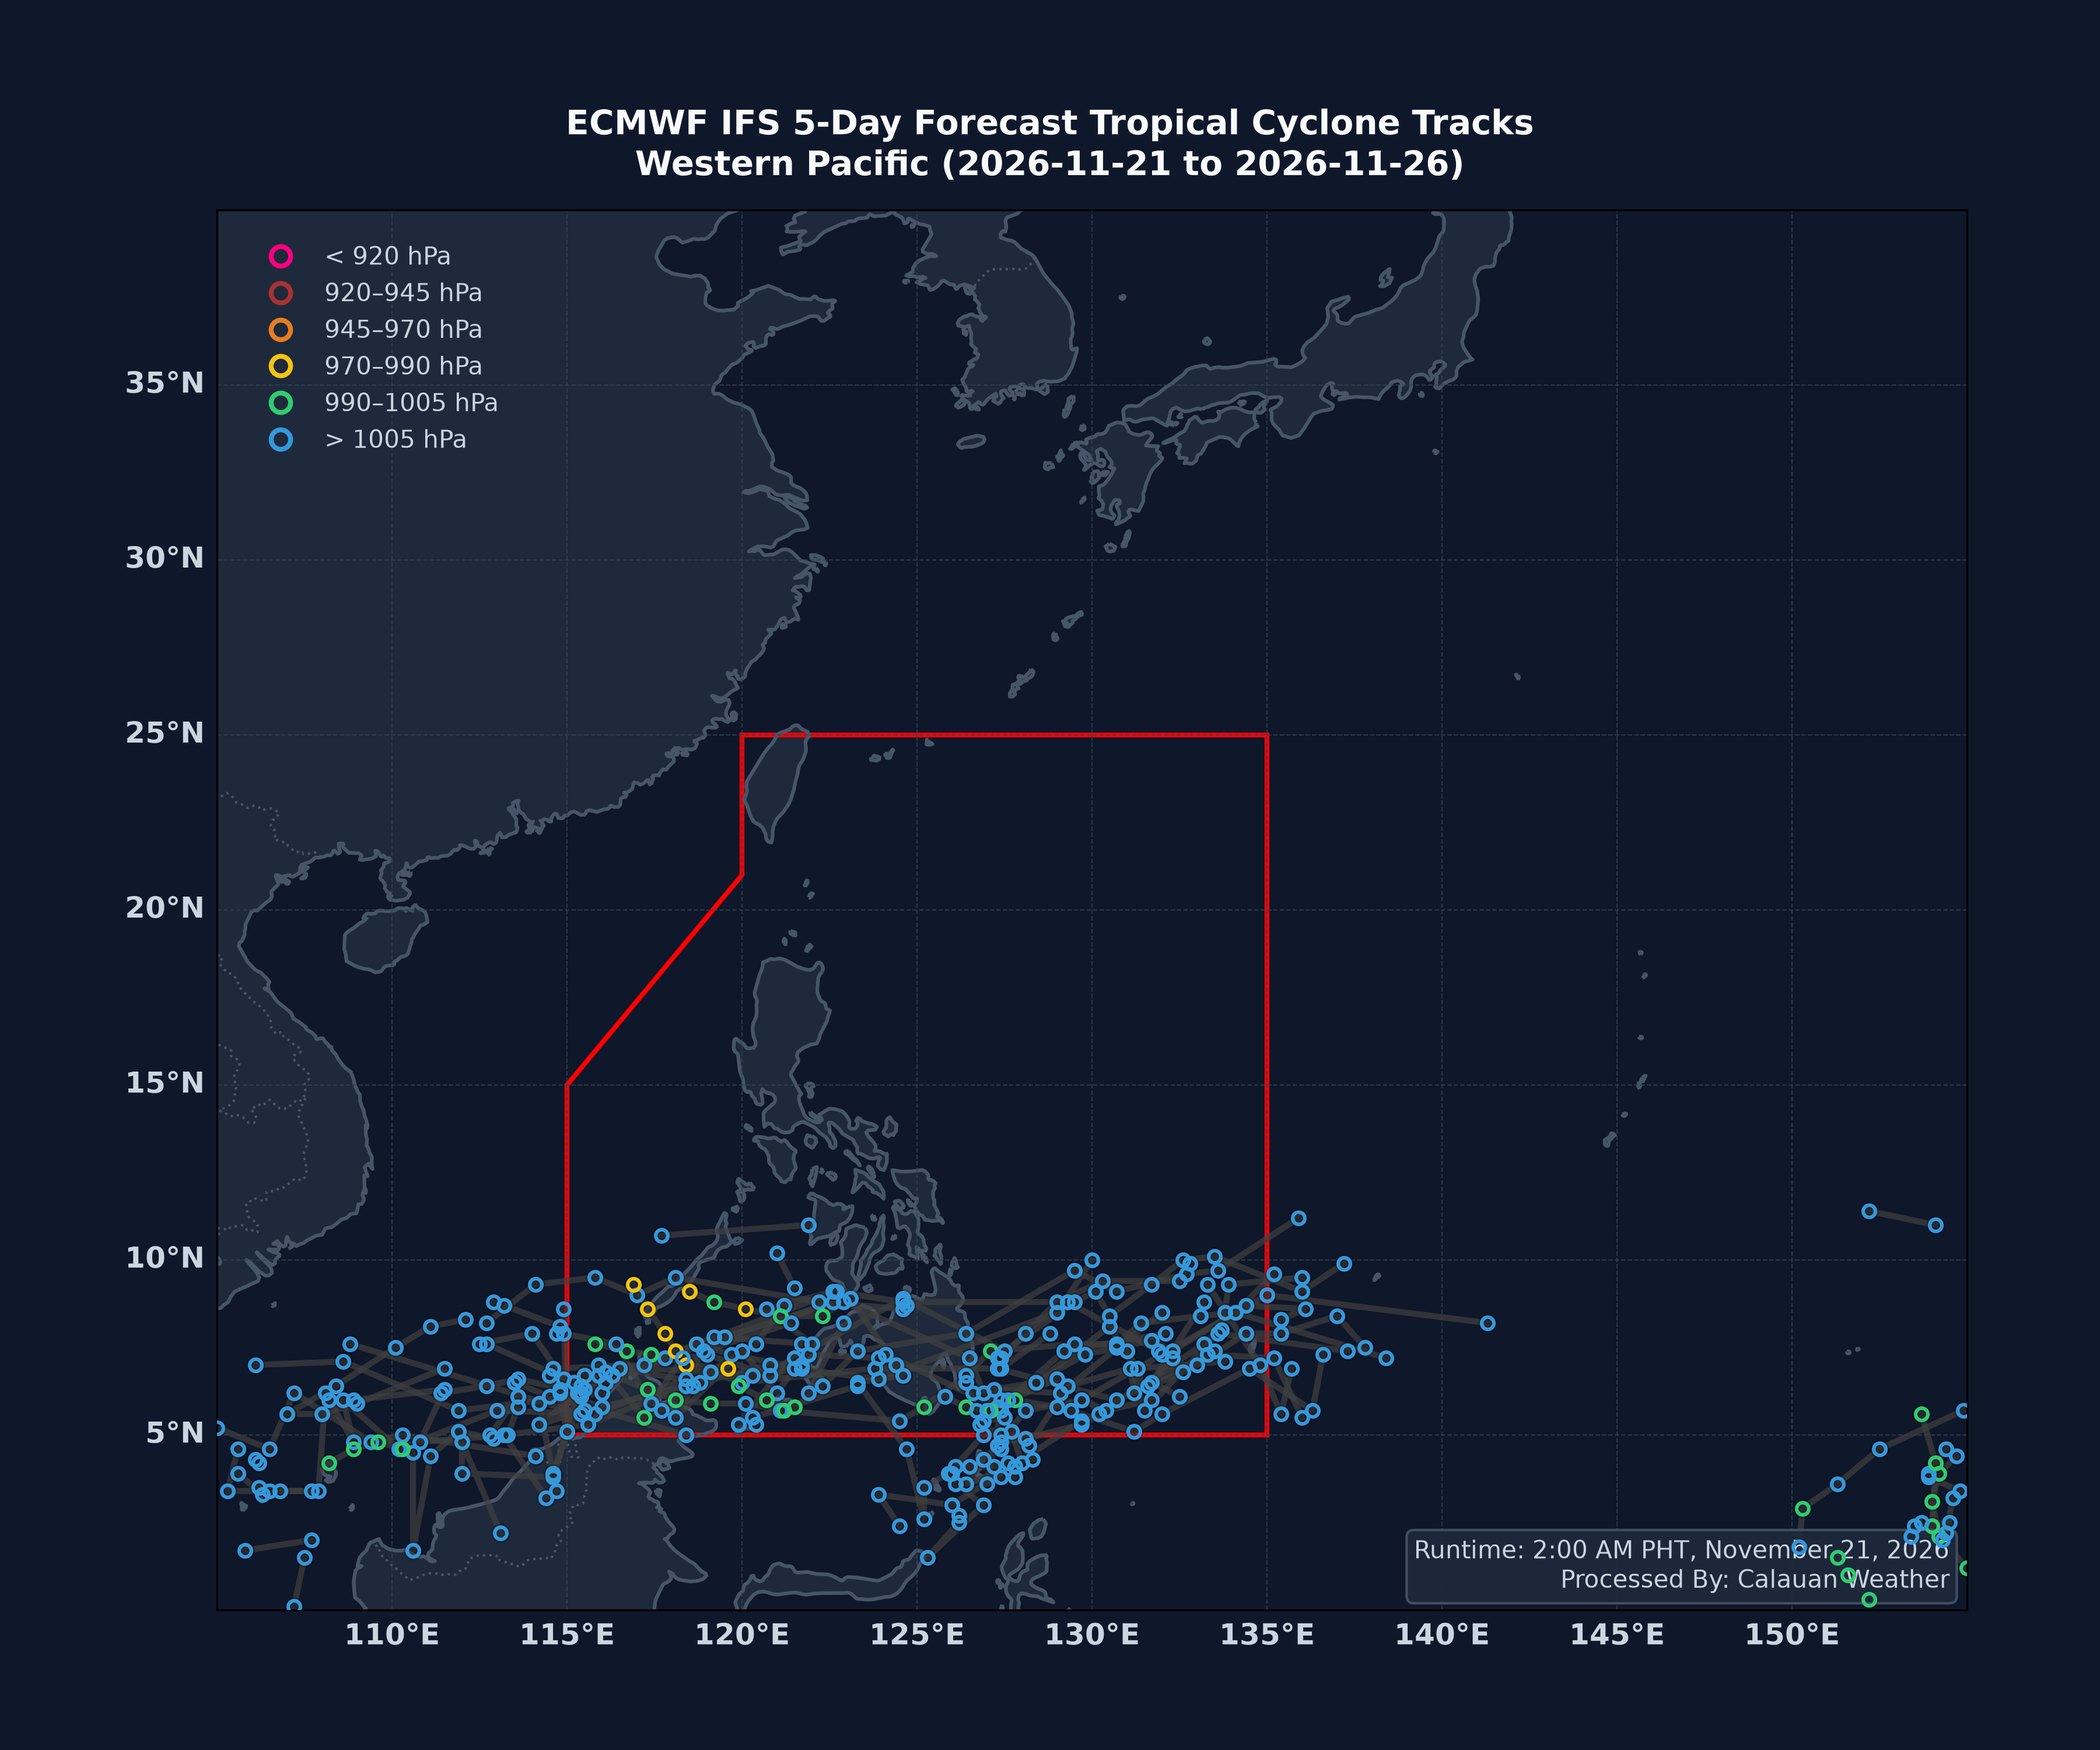 ECMWF IFS 5-Day Forecast Tropical Cyclone Tracks
Western Pacific (2026-11-21 to 2026-11-26)
< 920 hPa
920–945 hPa
945–970 hPa
970–990 hPa
990–1005 hPa
> 1005 hPa
35°N
30°N
25°N
20°N
15°N
10°N
5°N
Runtime: 2:00 AM PHT, November 21, 2026
Processed By: Calauan Weather
110°E
115°E
120°E
125°E
130°E
135°E
140°E
145°E
150°E